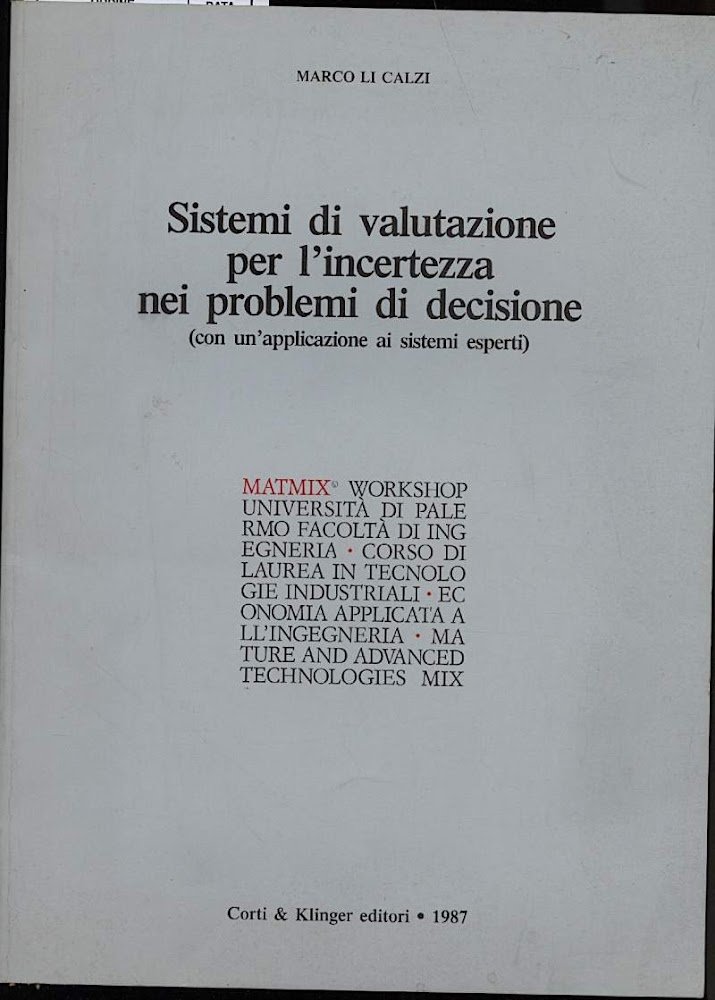 DATA
MARCO LI CALZI
Sistemi di valutazione
per l'incertezza
nei problemi di decisione
(con un'applicazione ai sistemi esperti)
MATMIX© WORKSHOP
UNIVERSITÀ DI PALE
RMO FACOLTÀ DI ING
EGNERIA • CORSO DI
LAUREA IN TECNOLO
GIE INDUSTRIALI • EC
ONOMIA APPLICATA A
LL'INGEGNERIA • MA
TURE AND ADVANCED
TECHNOLOGIES MIX
Corti & Klinger editori • 1987